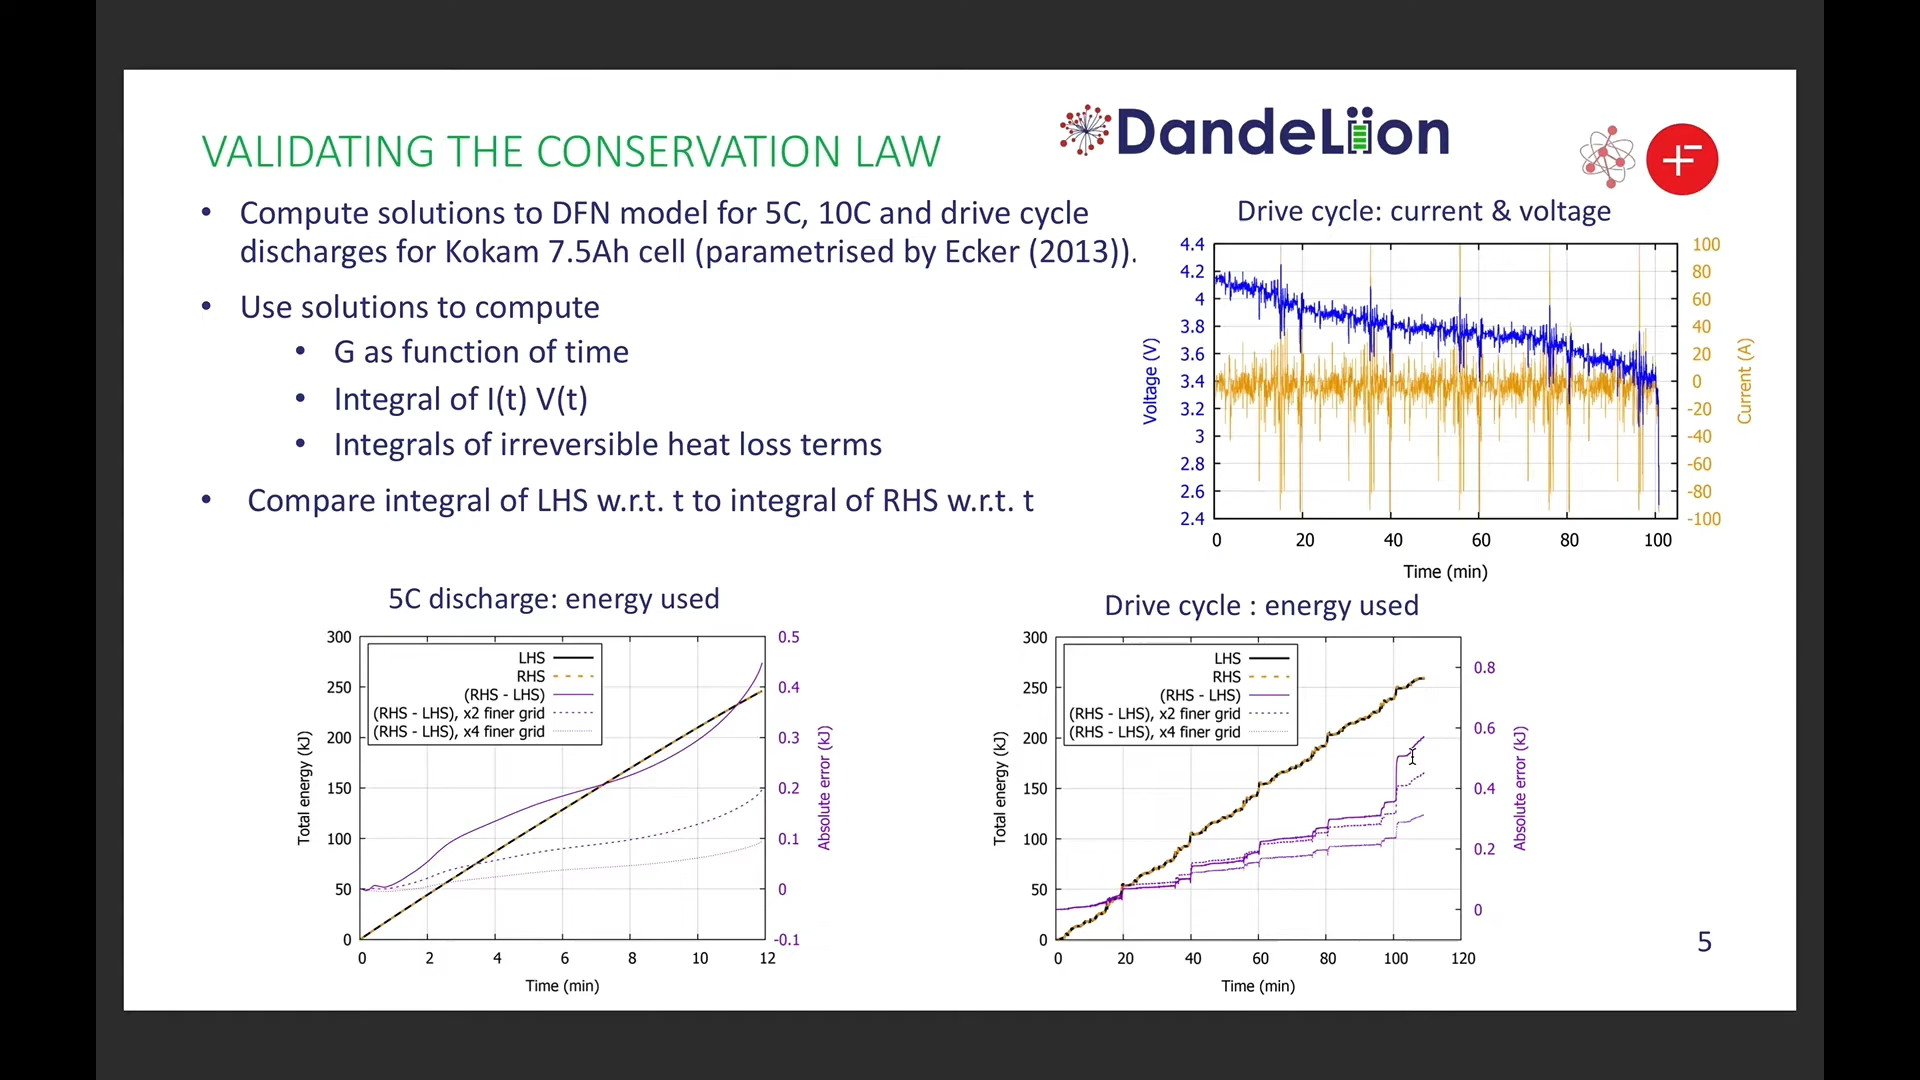 VALIDATING THE CONSERVATION LAW
DandeLiion
• Compute solutions to DFN model for 5C, 10C and drive cycle
discharges for Kokam 7.5Ah cell (parametrised by Ecker (2013)).
• Use solutions to compute
• G as function of time
• Integral of I(t) V(t)
• Integrals of irreversible heat loss terms
• Compare integral of LHS w.r.t. t to integral of RHS w.r.t. t
Drive cycle: current & voltage
4.4
4.2
4
3.8
3.6
3.4
3.2
3
2.8
2.6
2.4
Voltage (V)
100
80
60
40
20
0
-20
-40
-60
-80
-100
Current (A)
0 20 40 60 80 100
Time (min)
5C discharge: energy used
300
250
200
150
100
50
0
Total energy (kJ)
LHS
RHS
(RHS - LHS)
(RHS - LHS), x2 finer grid
(RHS - LHS), x4 finer grid
0.5
0.4
0.3
0.2
0.1
0
-0.1
Absolute error (kJ)
0 2 4 6 8 10 12
Time (min)
Drive cycle : energy used
300
250
200
150
100
50
0
Total energy (kJ)
LHS
RHS
(RHS - LHS)
(RHS - LHS), x2 finer grid
(RHS - LHS), x4 finer grid
0.8
0.6
0.4
0.2
0
Absolute error (kJ)
0 20 40 60 80 100 120
Time (min)
5